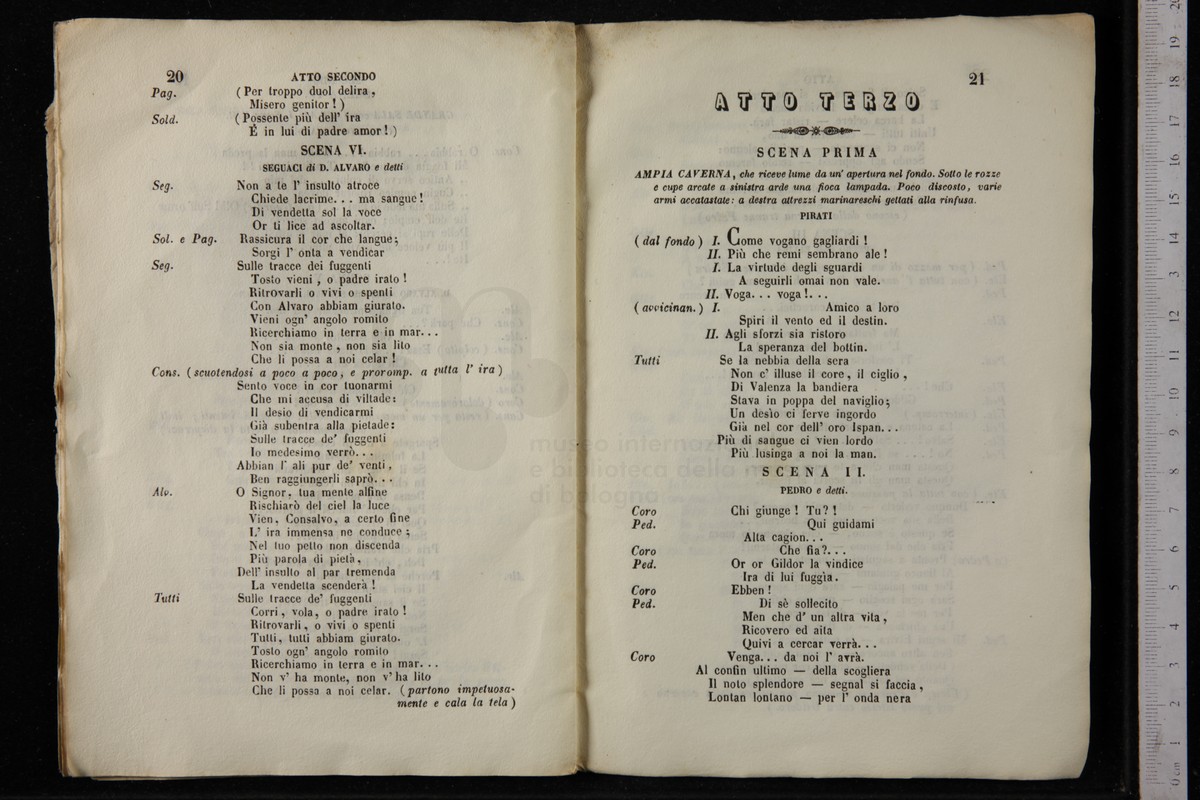 20
ATTO SECONDO
Pag. (Per troppo duol delira,
Misero genitor!)
Sold. (Possente più dell' ira
É in lui di padre amor!)
SCENA VI.
SEGUACI di D. ALVARO e detti
Seg. Non a te l' insulto atroce
Chiede lacrime... ma sangue!
Di vendetta sol la voce
Or ti lice ad ascoltar.
Sol. e Pag. Rassicura il cor che langue;
Sorgi l' onta a vendicar
Seg. Sulle tracce dei fuggenti
Tosto vieni, o padre irato!
Ritrovarli o vivi o spenti
Con Alvaro abbiam giurato.
Vieni ogn' angolo romito
Ricerchiamo in terra e in mar...
Non sia monte, non sia lito
Che li possa a noi celar!
Cons. (scuotendosi a poco a poco, e proromp. a tutta l' ira)
Sento voce in cor tuonarmi
Che mi accusa di viltade:
Il desio di vendicarmi
Già subentra alla pietade:
Sulle tracce de' fuggenti
Io medesimo verrò...
Abbian l' ali pur de' venti,
Ben raggiungerli saprò...
Alv. O Signor, tua mente alfine
Rischiarò del ciel la luce
Vien, Consalvo, a certo fine
L' ira immensa ne conduce;
Nel tuo petto non discenda
Più parola di pietà,
Dell' insulto al par tremenda
La vendetta scenderà!
Tutti Sulle tracce de' fuggenti
Corri, vola, o padre irato!
Ritrovarli, o vivi o spenti
Tutti, tutti abbiam giurato.
Tosto ogn' angolo romito
Ricerchiamo in terra e in mar...
Non v' ha monte, non v' ha lito
Che li possa a noi celar. (partono impetuosa-
mente e cala la tela)
21
ATTO TERZO
SCENA PRIMA
AMPIA CAVERNA, che riceve lume da un' apertura nel fondo. Sotto le rozze
e cupe arcate a sinistra arde una fioca lampada. Poco discosto, varie
armi accatastate: a destra attrezzi marinareschi gettati alla rinfusa.
PIRATI
(dal fondo) I. Come vogano gagliardi!
II. Più che remi sembrano ale!
I. La virtude degli sguardi
A seguirli omai non vale.
II. Voga... voga!...
(avvicinan.) I. Amico a loro
Spiri il vento ed il destin.
II. Agli sforzi sia ristoro
La speranza del bottin.
Tutti Se la nebbia della sera
Non c' illuse il core, il ciglio,
Di Valenza la bandiera
Stava in poppa del naviglio;
Un desìo ci ferve ingordo
Già nel cor dell' oro Ispan...
Più di sangue ci vien lordo
Più lusinga a noi la man.
SCENA II.
PEDRO e detti.
Coro Chi giunge! Tu?!
Ped. Qui guidami
Alta cagion...
Coro Che fia?...
Ped. Or or Gildor la vindice
Ira di lui fuggìa.
Coro Ebben!
Ped. Di sè sollecito
Men che d' un altra vita,
Ricovero ed aita
Quivi a cercar verrà...
Coro Venga... da noi l' avrà.
Al confin ultimo — della scogliera
Il noto splendore — segnal si faccia,
Lontan lontano — per l' onda nera
museo internaz
e biblioteca della m
di bologna